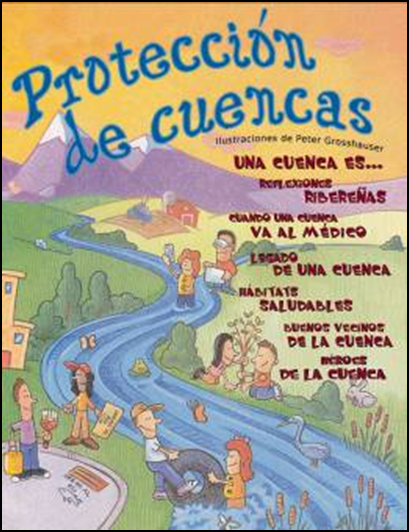 Protección
de cuencas
Ilustraciones de Peter Grosshauser
UNA CUENCA ES...
REFLEXIONES
RIBEREÑAS
CUANDO UNA CUENCA
VA AL MÉDICO
LEGADO
DE UNA CUENCA
HÁBITATS
SALUDABLES
BUENOS VECINOS
DE LA CUENCA
HÉROES
DE LA CUENCA